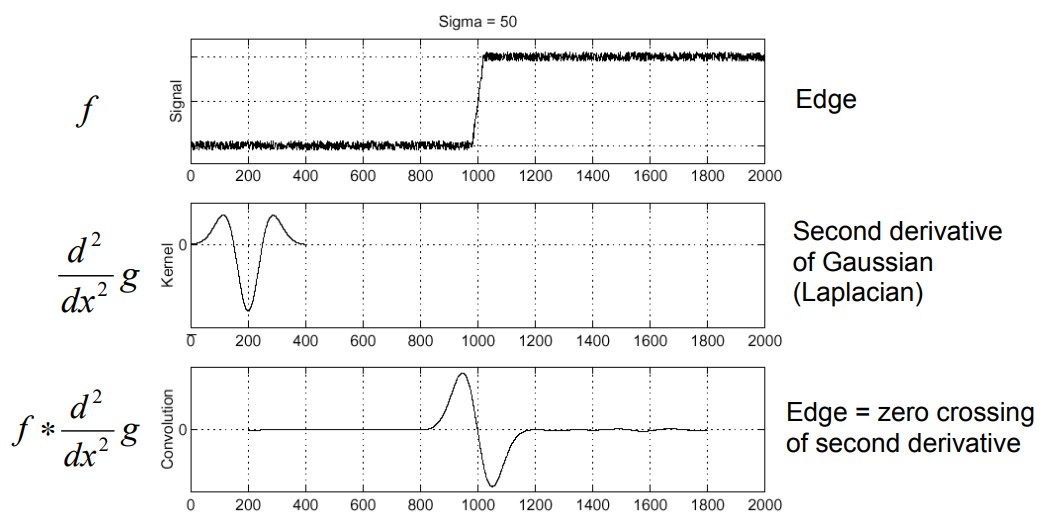 Sigma = 50
f
Signal
Edge
0 200 400 600 800 1000 1200 1400 1600 1800 2000
d²/dx² g
Kernel
0
Second derivative
of Gaussian
(Laplacian)
0 200 400 600 800 1000 1200 1400 1600 1800 2000
f * d²/dx² g
Convolution
0
Edge = zero crossing
of second derivative
0 200 400 600 800 1000 1200 1400 1600 1800 2000